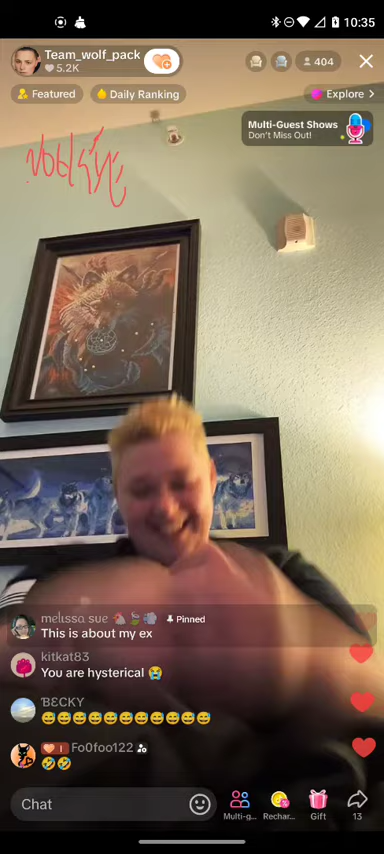 10:35
Team_wolf_pack
5.2K
404
Featured
Daily Ranking
Explore >
Multi-Guest Shows
Don't Miss Out!
melissa sue 🐔🍃💨 Pinned
This is about my ex
kitkat83
You are hysterical 😭
BECKY
😅😅😅😅😅😅😅😅😅😅😅
1 Fo0foo122
🤣🤣
Chat
Multi-g...
Rechar...
Gift
13